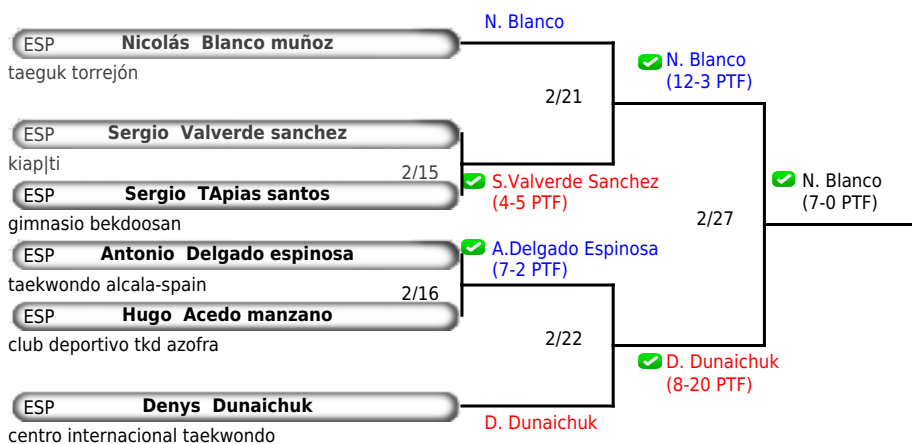 N. Blanco
ESP Nicolás Blanco muñoz
taeguk torrejón
N. Blanco
(12-3 PTF)
2/21
ESP Sergio Valverde sanchez
kiap|ti
2/15
S.Valverde Sanchez
(4-5 PTF)
N. Blanco
(7-0 PTF)
ESP Sergio TApias santos
gimnasio bekdoosan
2/27
ESP Antonio Delgado espinosa
A.Delgado Espinosa
(7-2 PTF)
taekwondo alcala-spain
2/16
ESP Hugo Acedo manzano
club deportivo tkd azofra
2/22
D. Dunaichuk
(8-20 PTF)
ESP Denys Dunaichuk
D. Dunaichuk
centro internacional taekwondo